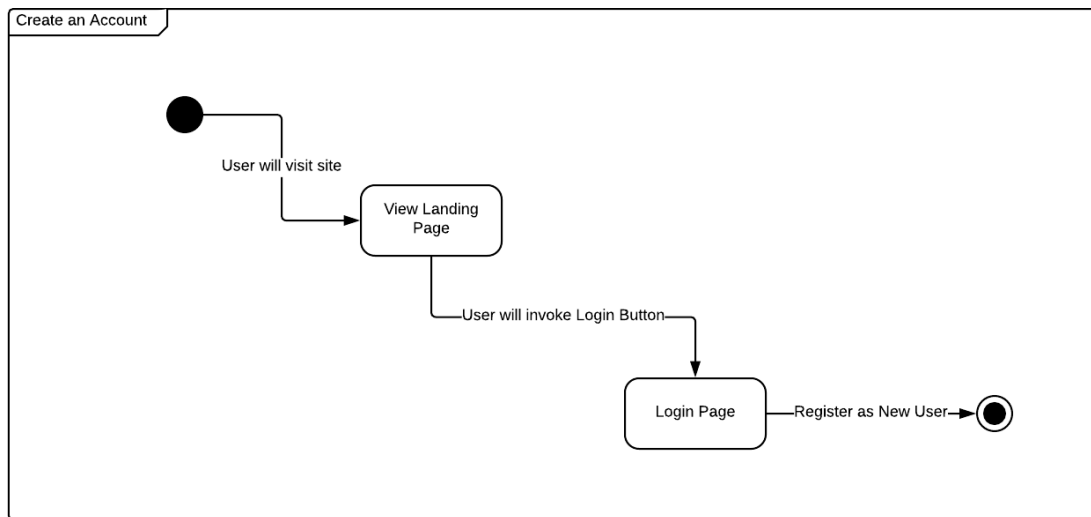 Create an Account
User will visit site
View Landing
Page
User will invoke Login Button
Login Page
Register as New User